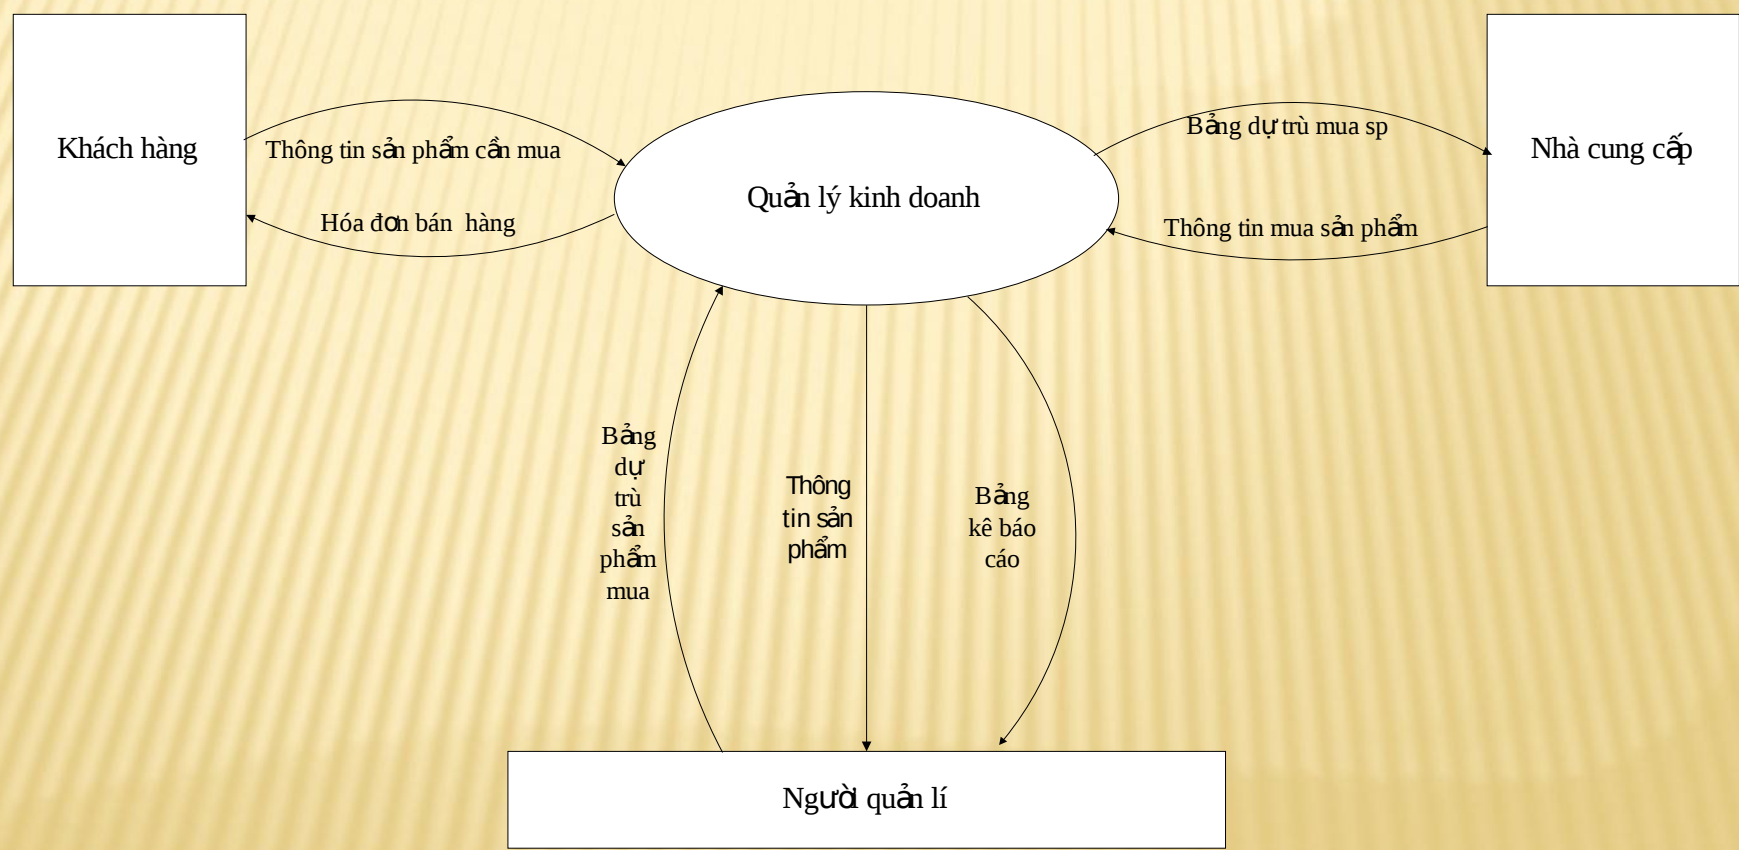 Khách hàng
Thông tin sản phẩm cần mua
Hóa đơn bán hàng
Quản lý kinh doanh
Bảng dự trù mua sp
Thông tin mua sản phẩm
Nhà cung cấp
Bảng
dự
trù
sản
phẩm
mua
Thông
tin sản
phẩm
Bảng
kê báo
cáo
Người quản lí